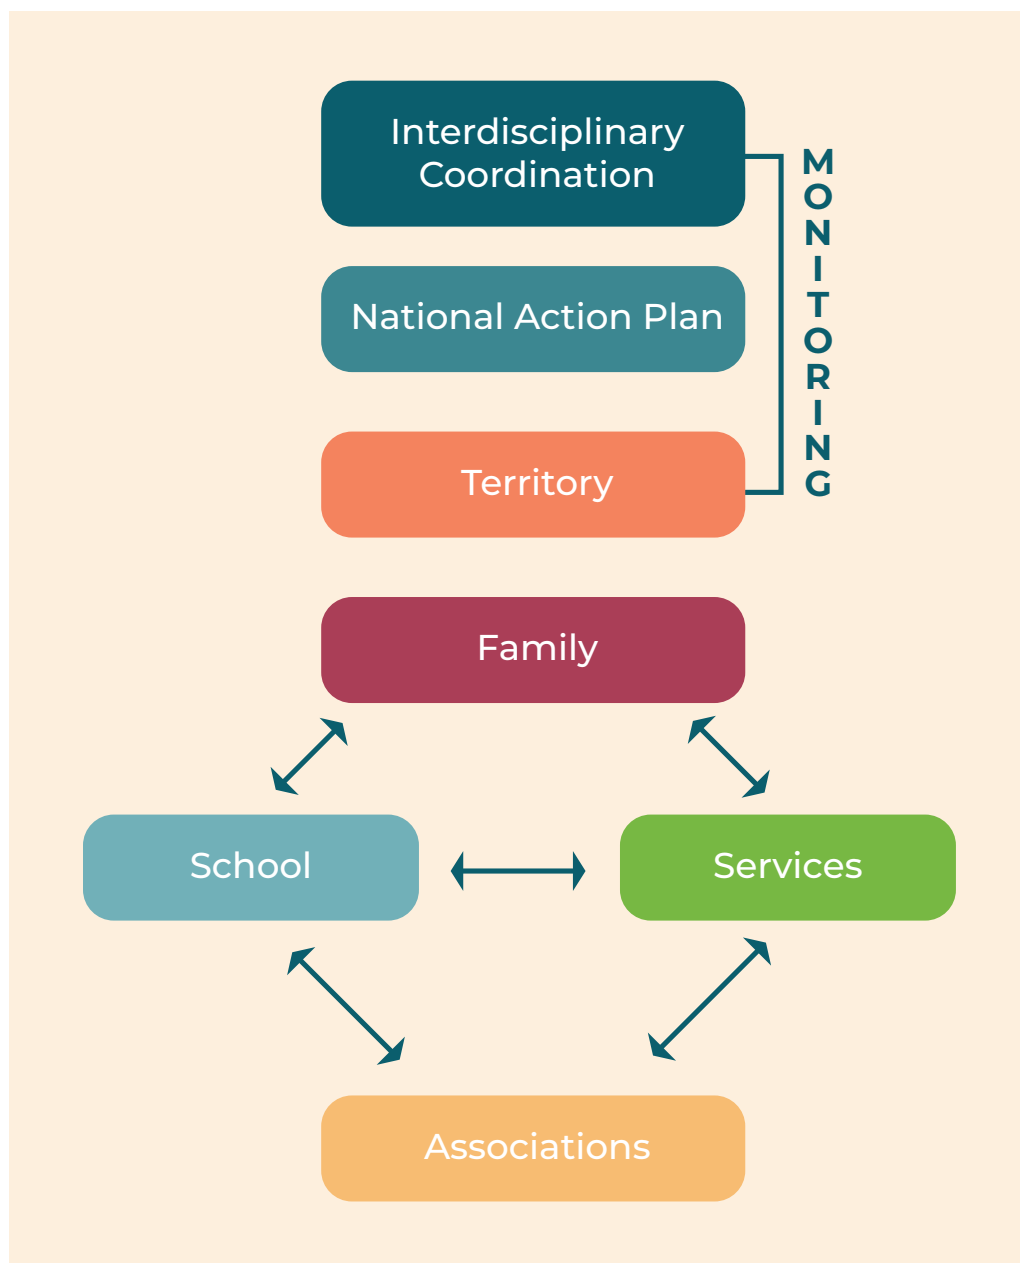 Interdisciplinary
Coordination
MONITORING
National Action Plan
Territory
Family
School
Services
Associations